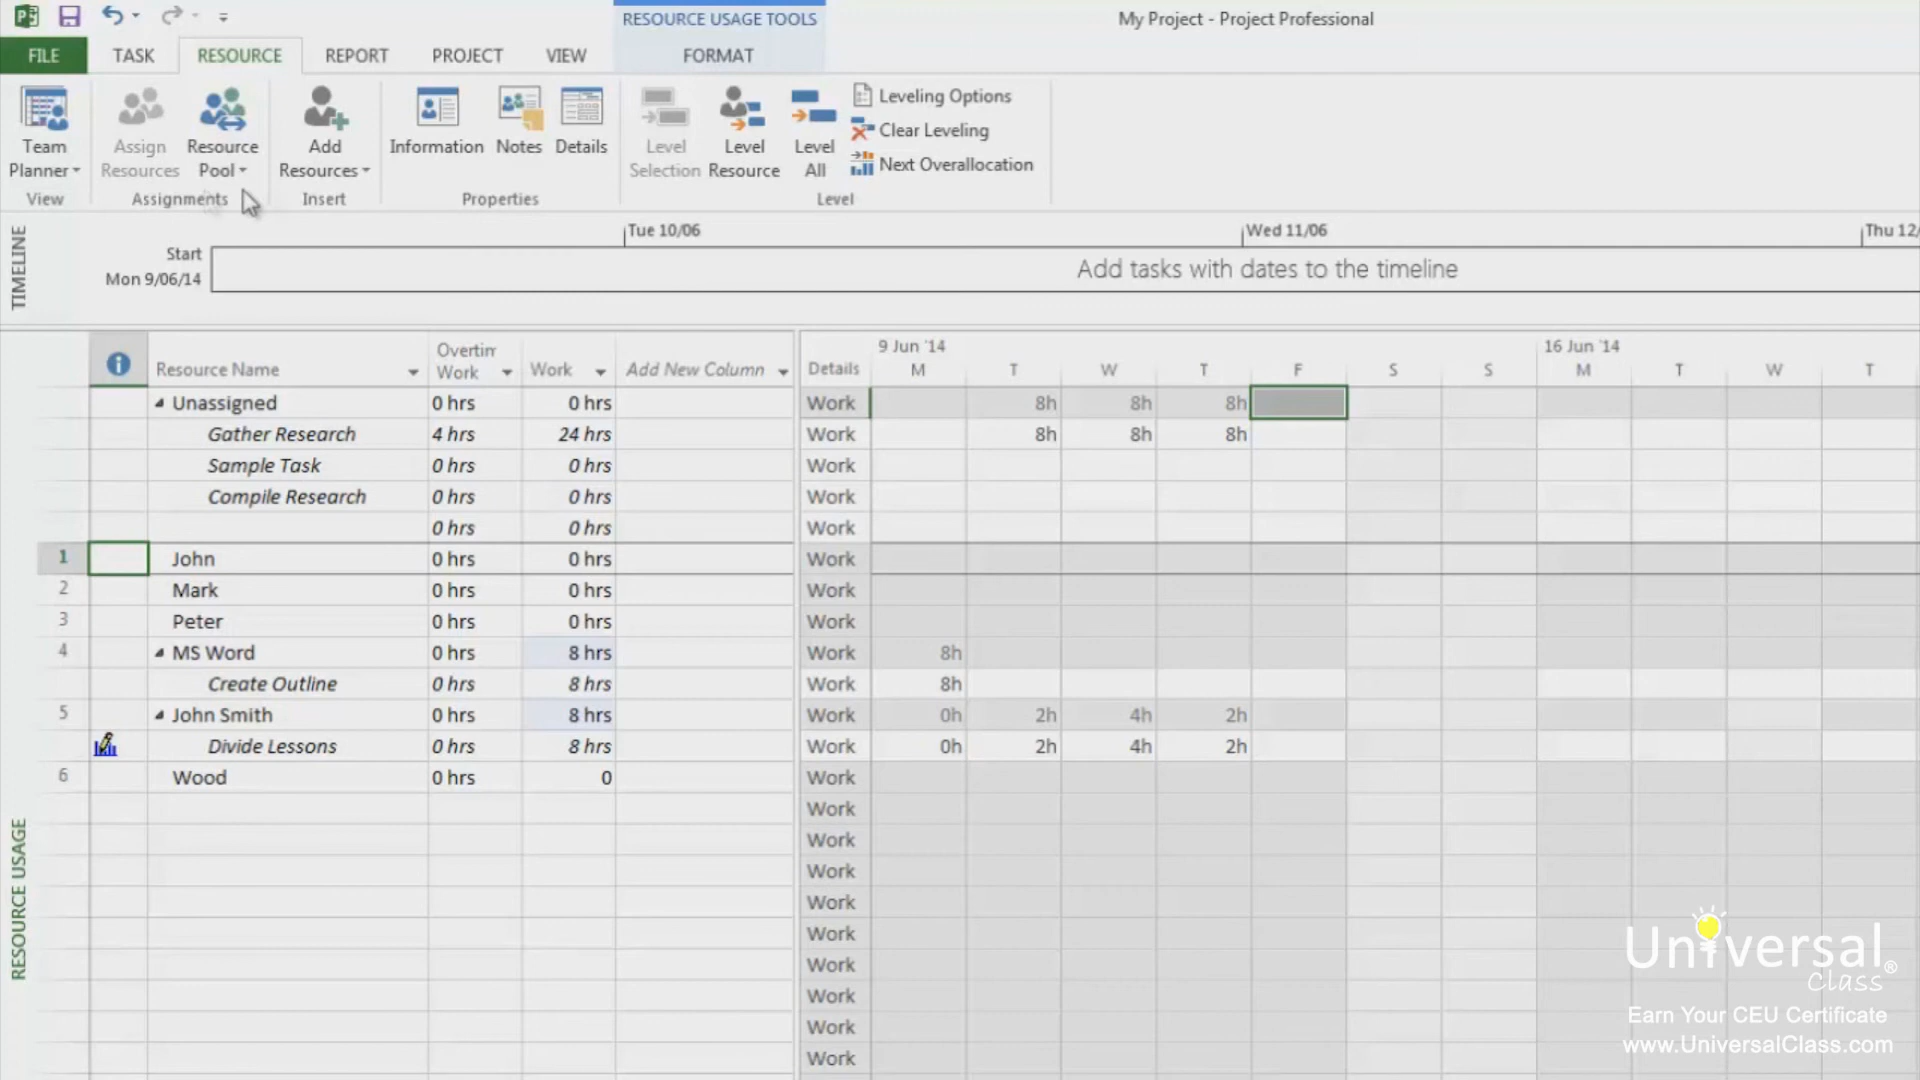 RESOURCE USAGE TOOLS
My Project - Project Professional
FILE TASK RESOURCE REPORT PROJECT VIEW FORMAT
Team Planner
Assign Resources
Resource Pool
Add Resources
Information
Notes
Details
Level Selection
Level Resource
Level All
Leveling Options
Clear Leveling
Next Overallocation
View Assignments Insert Properties Level
TIMELINE
Tue 10/06 Wed 11/06 Thu 12/
Start
Mon 9/06/14
Add tasks with dates to the timeline
9 Jun '14 16 Jun '14
Resource Name Overtim Work Work Add New Column Details M T W T F S S M T W T
Unassigned 0 hrs 0 hrs Work 8h 8h 8h
Gather Research 4 hrs 24 hrs Work 8h 8h 8h
Sample Task 0 hrs 0 hrs Work
Compile Research 0 hrs 0 hrs Work
0 hrs 0 hrs Work
1 John 0 hrs 0 hrs Work
2 Mark 0 hrs 0 hrs Work
3 Peter 0 hrs 0 hrs Work
4 MS Word 0 hrs 8 hrs Work 8h
Create Outline 0 hrs 8 hrs Work 8h
5 John Smith 0 hrs 8 hrs Work 0h 2h 4h 2h
Divide Lessons 0 hrs 8 hrs Work 0h 2h 4h 2h
6 Wood 0 hrs 0 Work
Work
Work
Work
Work
Work
Work
Work
Work
Work
RESOURCE USAGE
Universal®
Class
Earn Your CEU Certificate
www.UniversalClass.com